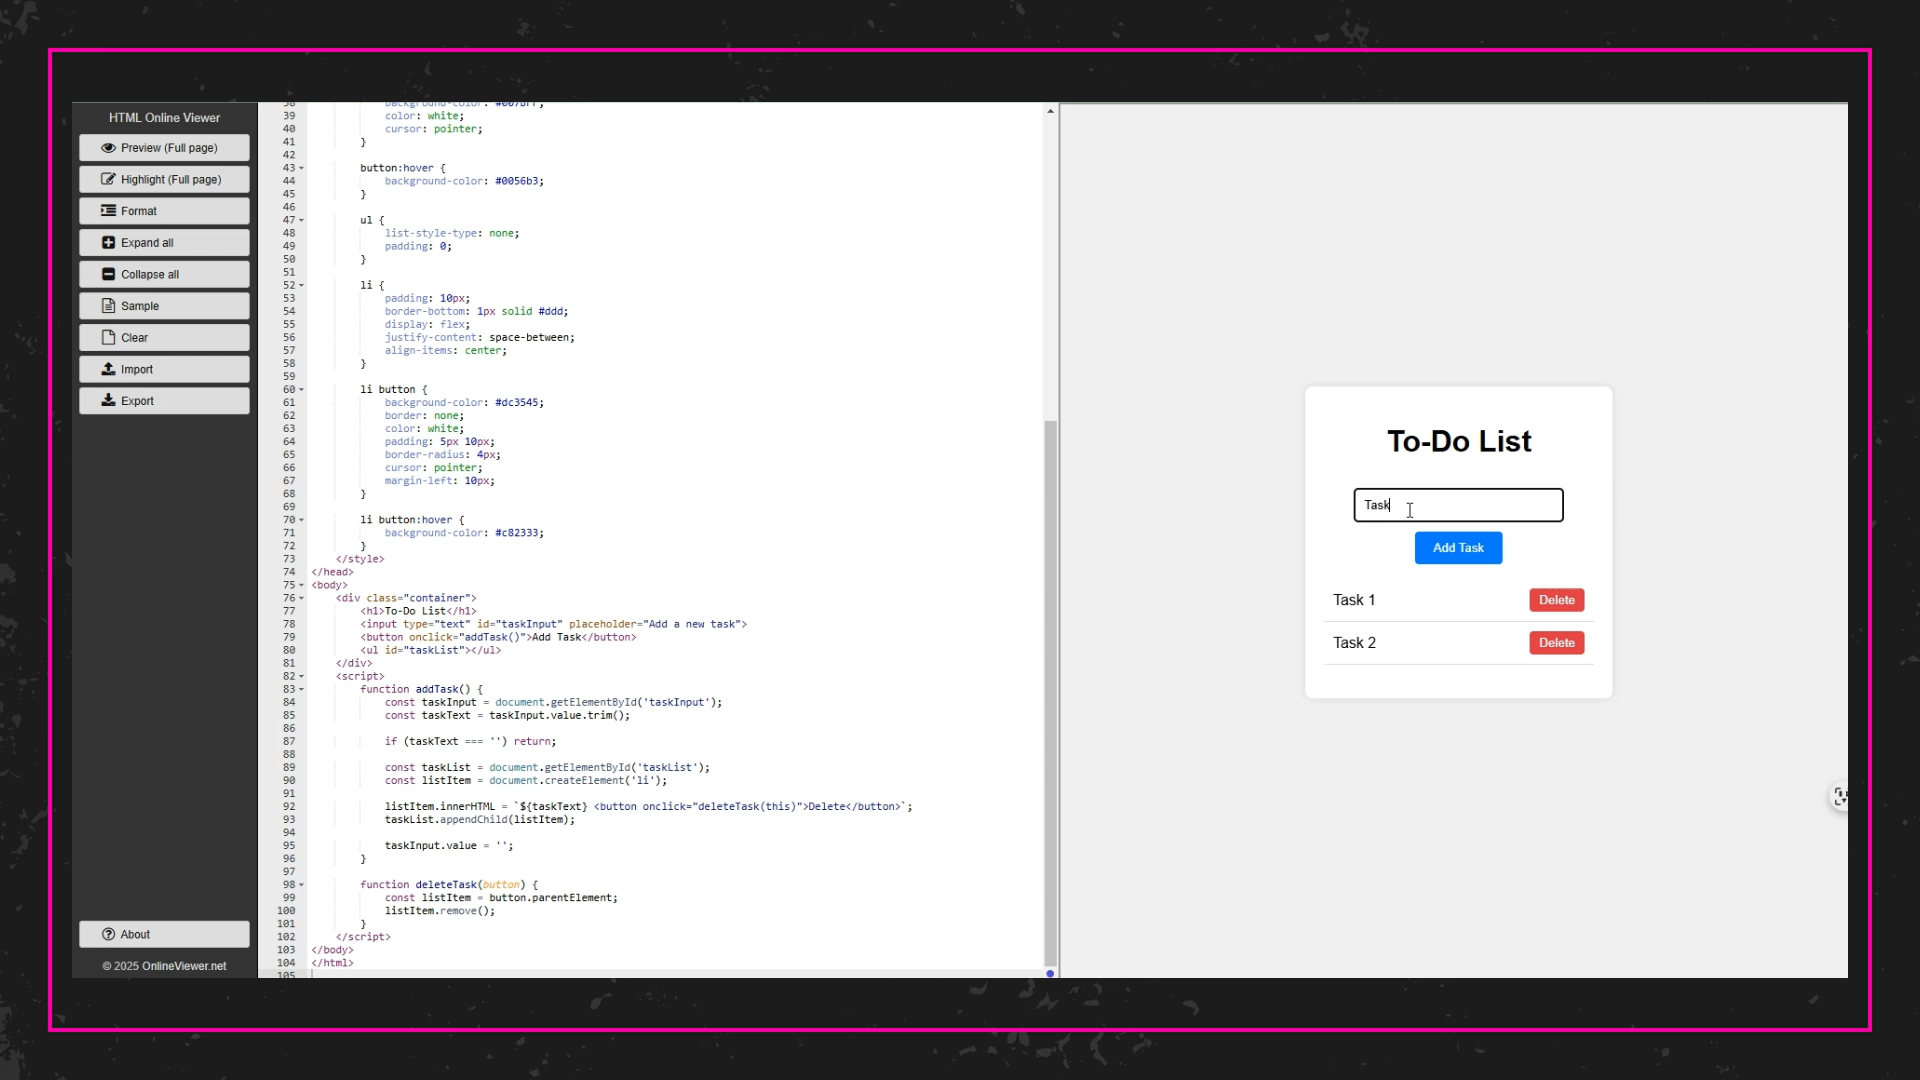 HTML Online Viewer
Preview (Full page)
Highlight (Full page)
Format
Expand all
Collapse all
Sample
Clear
Import
Export
About
© 2025 OnlineViewer.net
38 background-color: #007bff;
39 color: white;
40 cursor: pointer;
41 }
42
43 button:hover {
44 background-color: #0056b3;
45 }
46
47 ul {
48 list-style-type: none;
49 padding: 0;
50 }
51
52 li {
53 padding: 10px;
54 border-bottom: 1px solid #ddd;
55 display: flex;
56 justify-content: space-between;
57 align-items: center;
58 }
59
60 li button {
61 background-color: #dc3545;
62 border: none;
63 color: white;
64 padding: 5px 10px;
65 border-radius: 4px;
66 cursor: pointer;
67 margin-left: 10px;
68 }
69
70 li button:hover {
71 background-color: #c82333;
72 }
73 </style>
74 </head>
75 <body>
76 <div class="container">
77 <h1>To-Do List</h1>
78 <input type="text" id="taskInput" placeholder="Add a new task">
79 <button onclick="addTask()">Add Task</button>
80 <ul id="taskList"></ul>
81 </div>
82 <script>
83 function addTask() {
84 const taskInput = document.getElementById('taskInput');
85 const taskText = taskInput.value.trim();
86
87 if (taskText === '') return;
88
89 const taskList = document.getElementById('taskList');
90 const listItem = document.createElement('li');
91
92 listItem.innerHTML = `${taskText} <button onclick="deleteTask(this)">Delete</button>`;
93 taskList.appendChild(listItem);
94
95 taskInput.value = '';
96 }
97
98 function deleteTask(button) {
99 const listItem = button.parentElement;
100 listItem.remove();
101 }
102 </script>
103 </body>
104 </html>
105
To-Do List
Task
Add Task
Task 1 Delete
Task 2 Delete